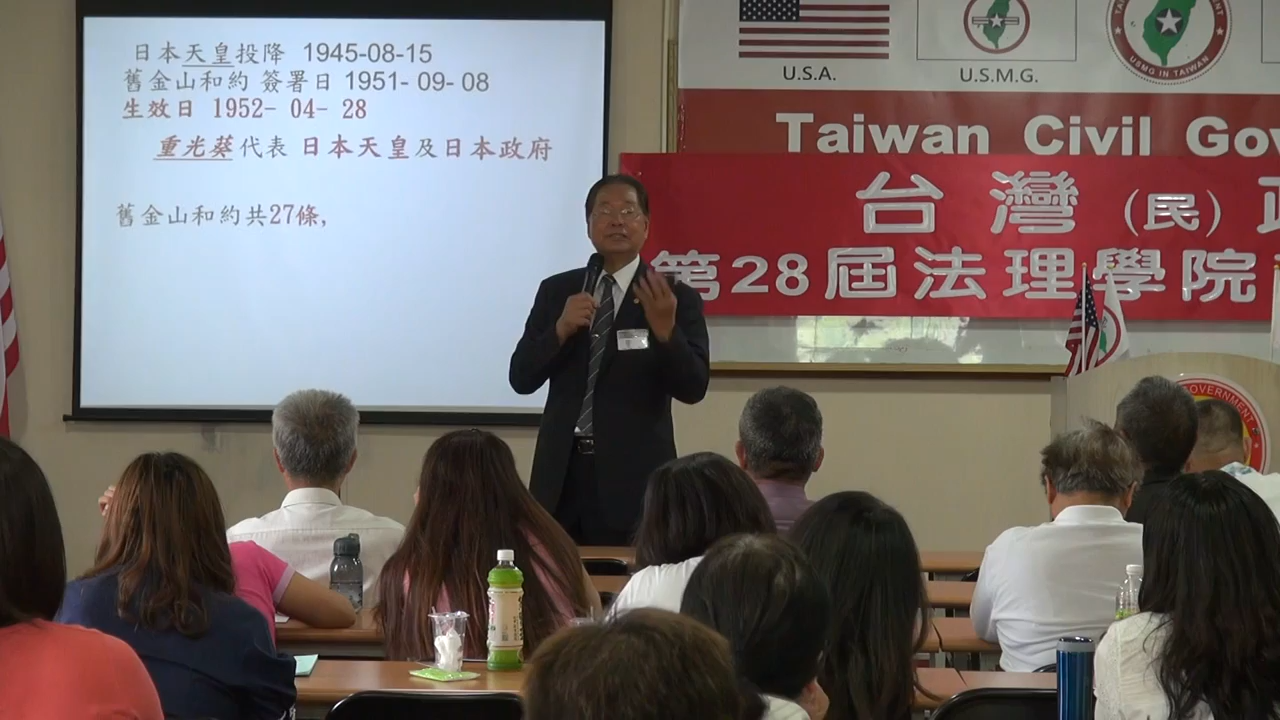 日本天皇投降 1945-08-15
舊金山和約 簽署日 1951- 09- 08
生效日 1952- 04- 28
重光葵代表 日本天皇及日本政府
舊金山和約共27條,
U.S.A.
U.S.M.G.
USMG IN TAIWAN
Taiwan Civil Gov
台灣 (民)
第28屆法理學院
GOVERNMENT